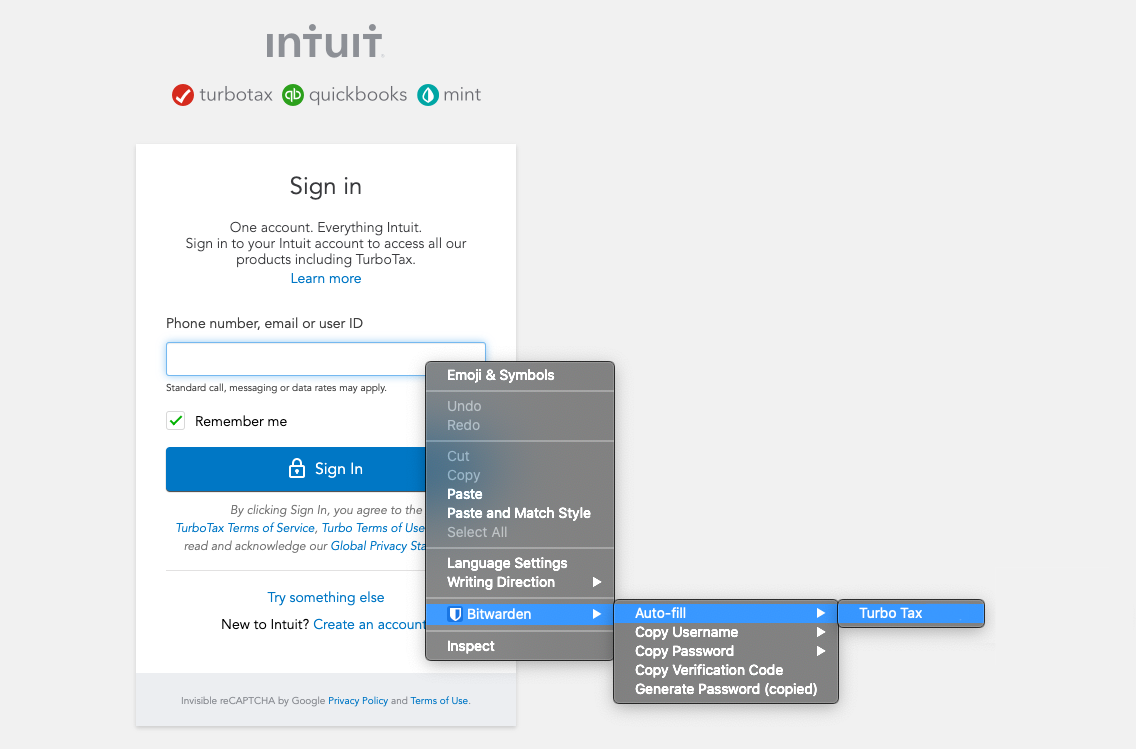 intuit
turbotax quickbooks mint
Sign in
One account. Everything Intuit.
Sign in to your Intuit account to access all our
products including TurboTax.
Learn more
Phone number, email or user ID
Standard call, messaging or data rates may apply.
Remember me
Sign In
By clicking Sign In, you agree to the
TurboTax Terms of Service, Turbo Terms of Use
read and acknowledge our Global Privacy Sta
Try something else
New to Intuit? Create an account
Invisible reCAPTCHA by Google Privacy Policy and Terms of Use.
Emoji & Symbols
Undo
Redo
Cut
Copy
Paste
Paste and Match Style
Select All
Language Settings
Writing Direction
Bitwarden
Inspect
Auto-fill
Copy Username
Copy Password
Copy Verification Code
Generate Password (copied)
Turbo Tax